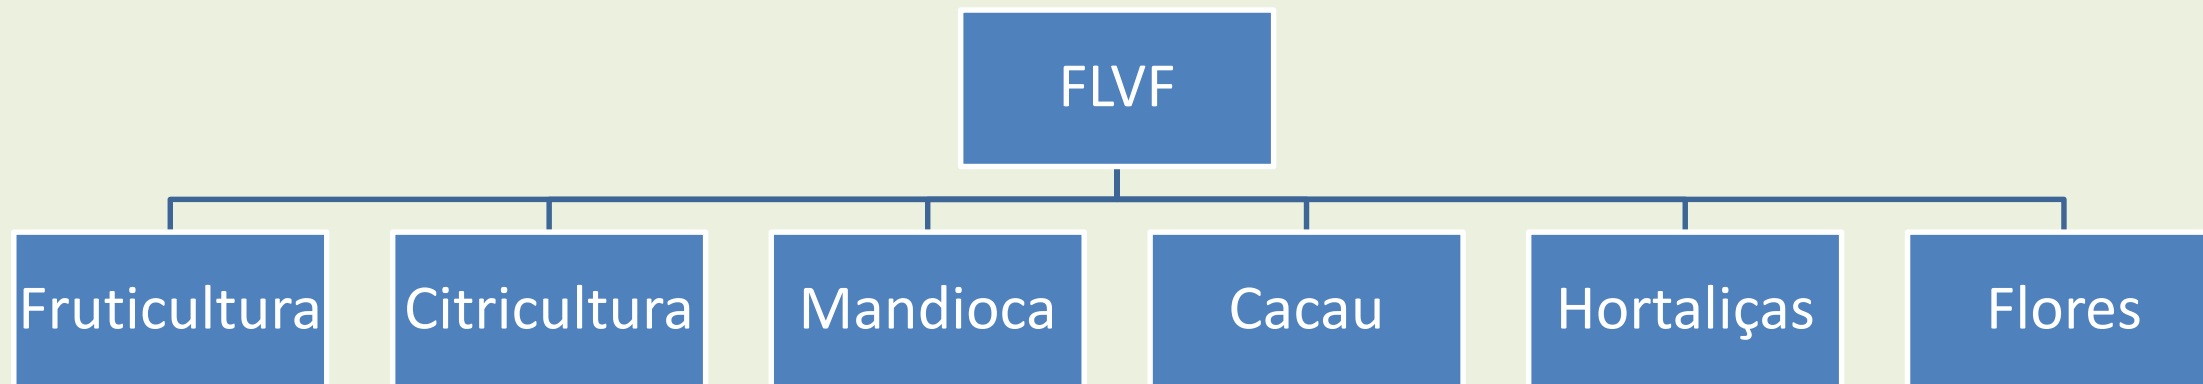 FLVF
Fruticultura
Citricultura
Mandioca
Cacau
Hortaliças
Flores